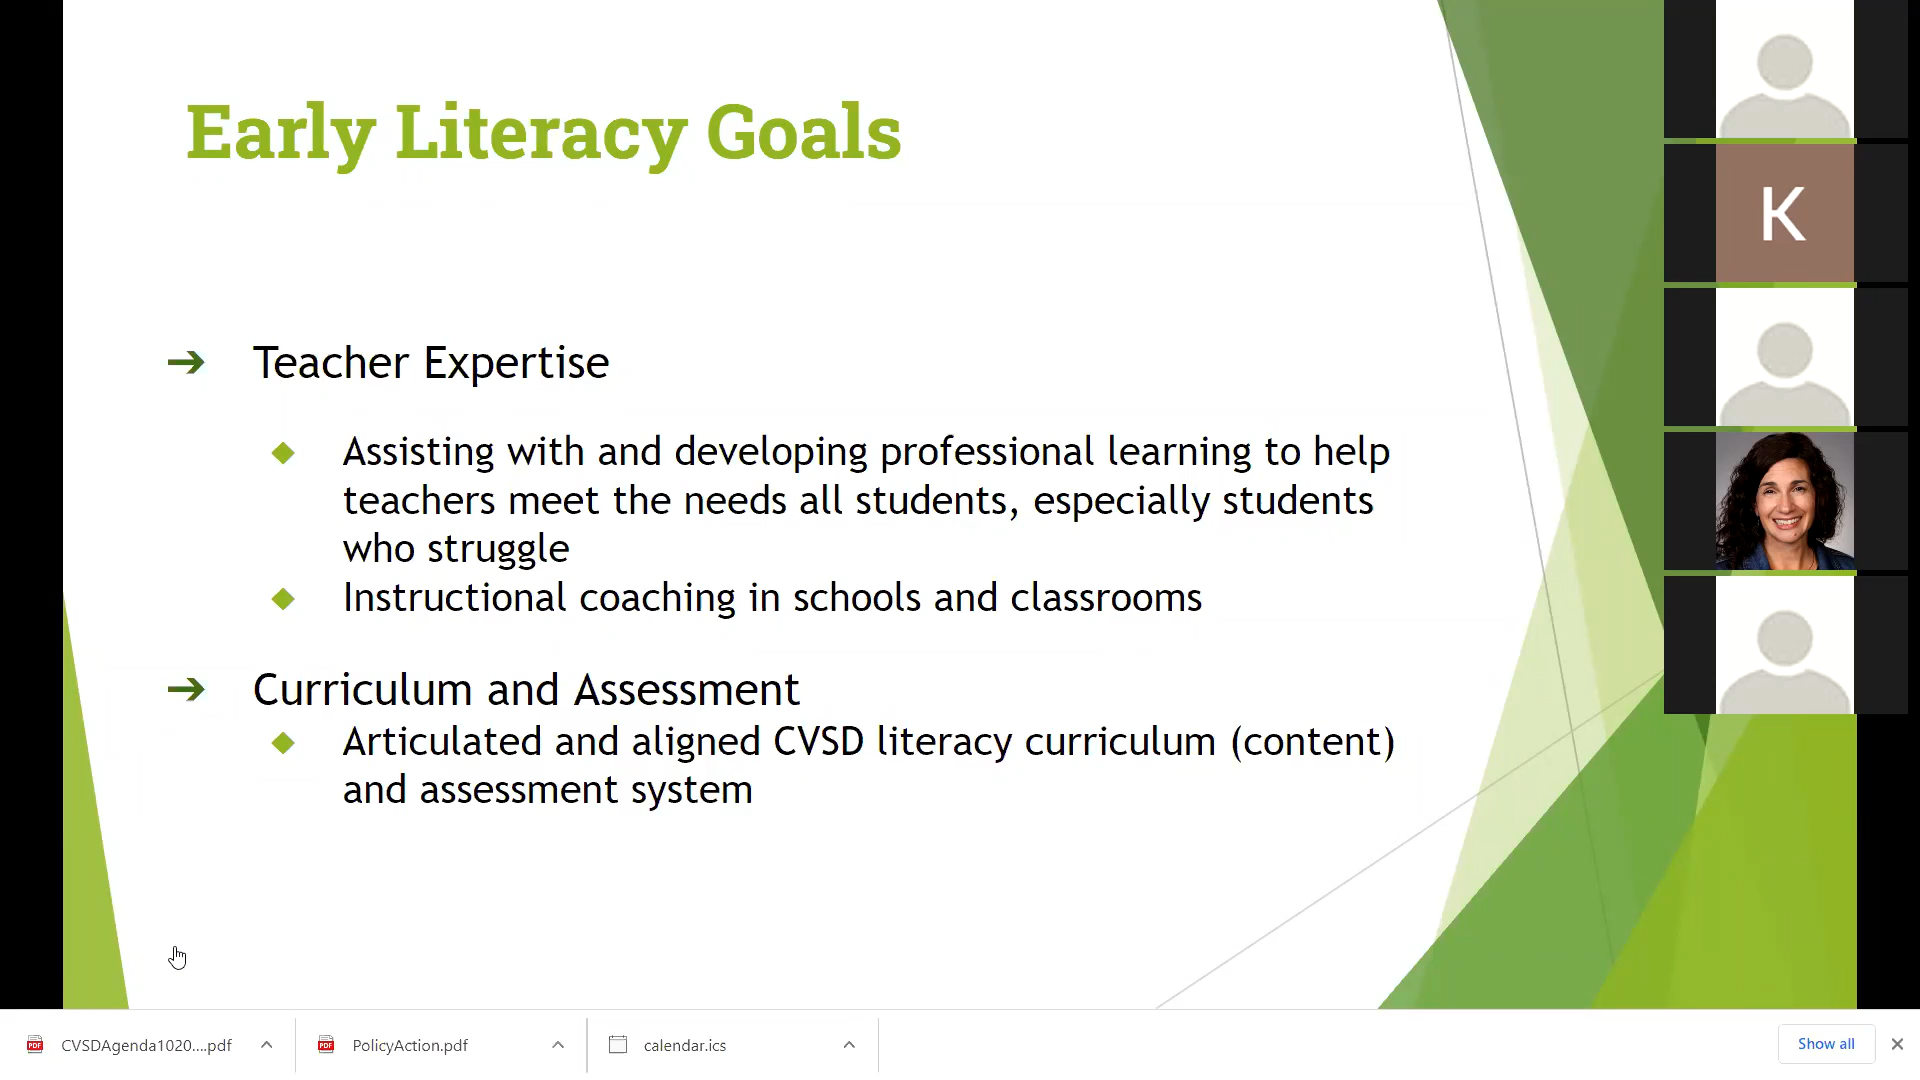 Early Literacy Goals
➔ Teacher Expertise
◆ Assisting with and developing professional learning to help
teachers meet the needs all students, especially students
who struggle
◆ Instructional coaching in schools and classrooms
➔ Curriculum and Assessment
◆ Articulated and aligned CVSD literacy curriculum (content)
and assessment system
K
CVSDAgenda1020....pdf
PolicyAction.pdf
calendar.ics
Show all